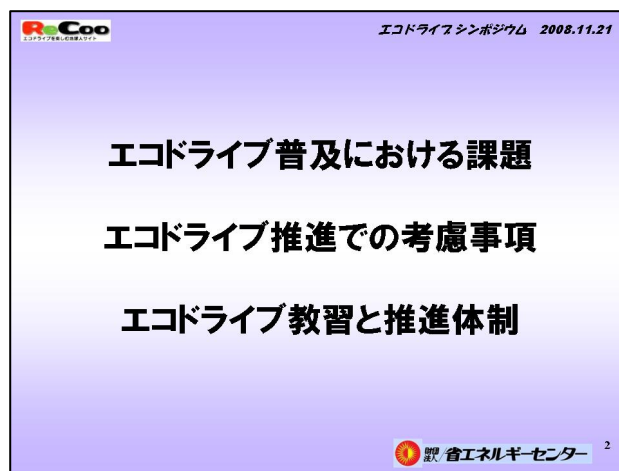 ReCoo
エコドライブ シンポジウム 2008.11.21
エコドライブ普及における課題
エコドライブ推進での考慮事項
エコドライブ教習と推進体制
財団法人 省エネルギーセンター
2